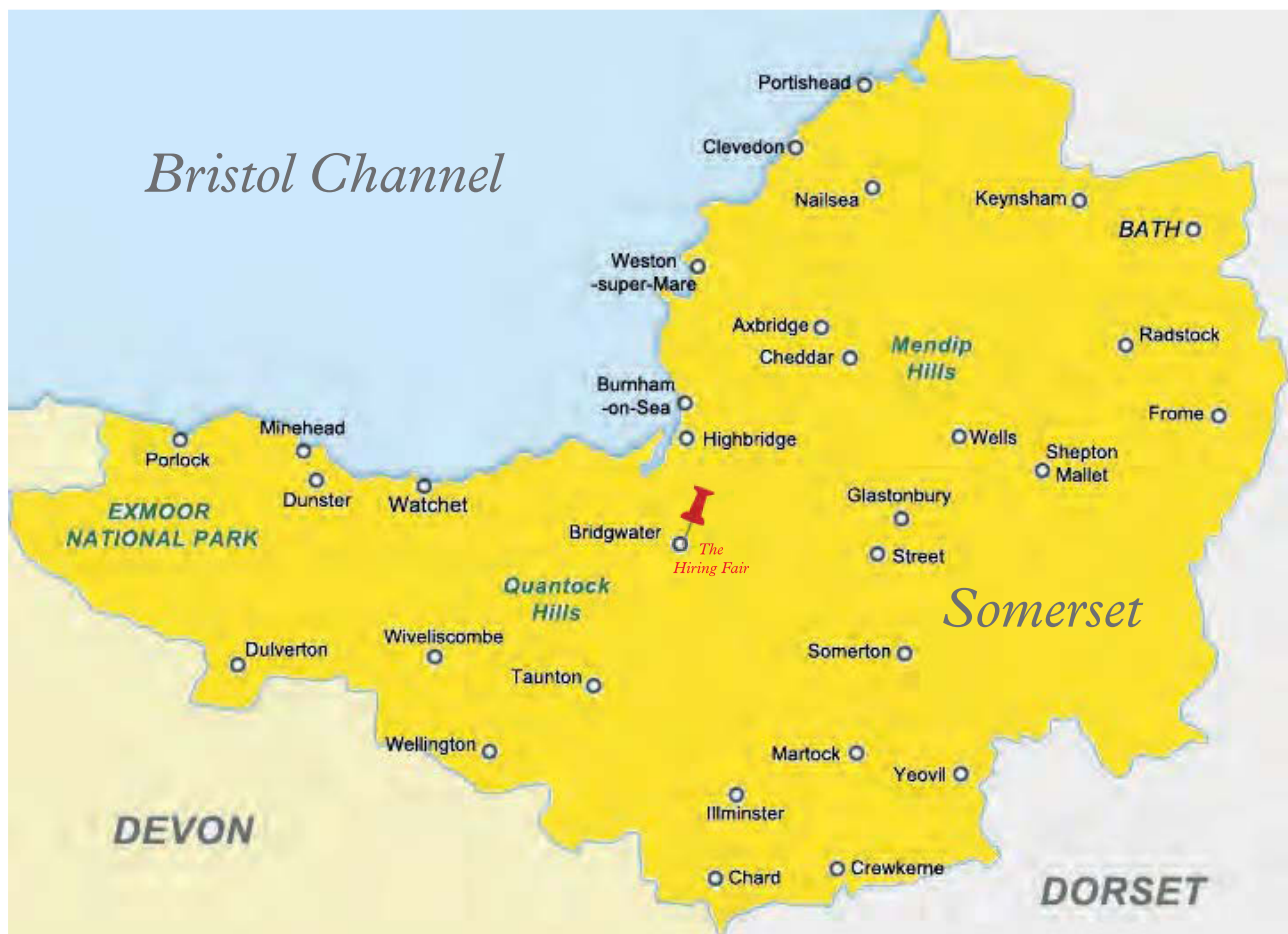 Portishead
Bristol Channel
Clevedon
Nailsea
Keynsham
BATH
Weston
-super-Mare
Axbridge
Cheddar
Mendip
Hills
Radstock
Burnham
-on-Sea
Highbridge
Wells
Frome
Shepton
Mallet
Minehead
Porlock
Dunster
Watchet
EXMOOR
NATIONAL PARK
Glastonbury
Bridgwater
The
Hiring Fair
Street
Quantock
Hills
Somerset
Dulverton
Wiveliscombe
Taunton
Somerton
Wellington
Martock
Yeovil
Illminster
DEVON
Chard
Crewkerne
DORSET